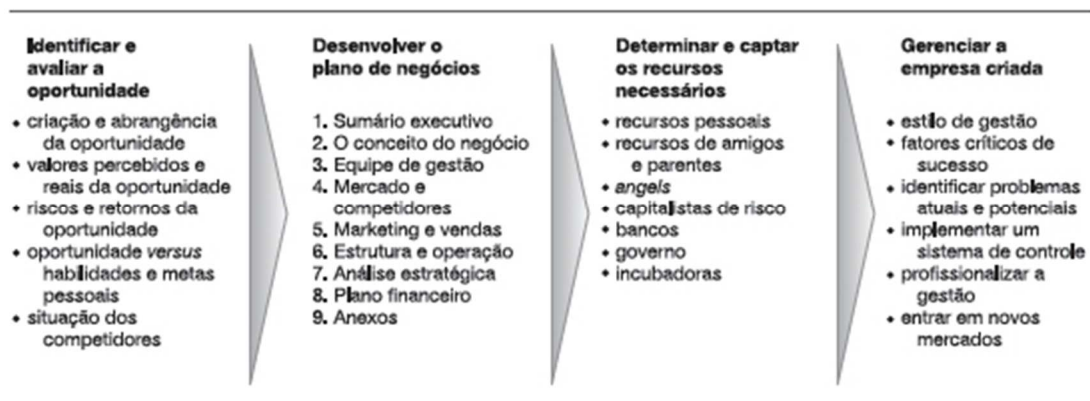 Identificar e
avaliar a
oportunidade
• criação e abrangência
da oportunidade
• valores percebidos e
reais da oportunidade
• riscos e retornos da
oportunidade
• oportunidade versus
habilidades e metas
pessoais
• situação dos
competidores
Desenvolver o
plano de negócios
1. Sumário executivo
2. O conceito do negócio
3. Equipe de gestão
4. Mercado e
competidores
5. Marketing e vendas
6. Estrutura e operação
7. Análise estratégica
8. Plano financeiro
9. Anexos
Determinar e captar
os recursos
necessários
• recursos pessoais
• recursos de amigos
e parentes
• angels
• capitalistas de risco
• bancos
• governo
• incubadoras
Gerenciar a
empresa criada
• estilo de gestão
• fatores críticos de
sucesso
• identificar problemas
atuais e potenciais
• implementar um
sistema de controle
• profissionalizar a
gestão
• entrar em novos
mercados